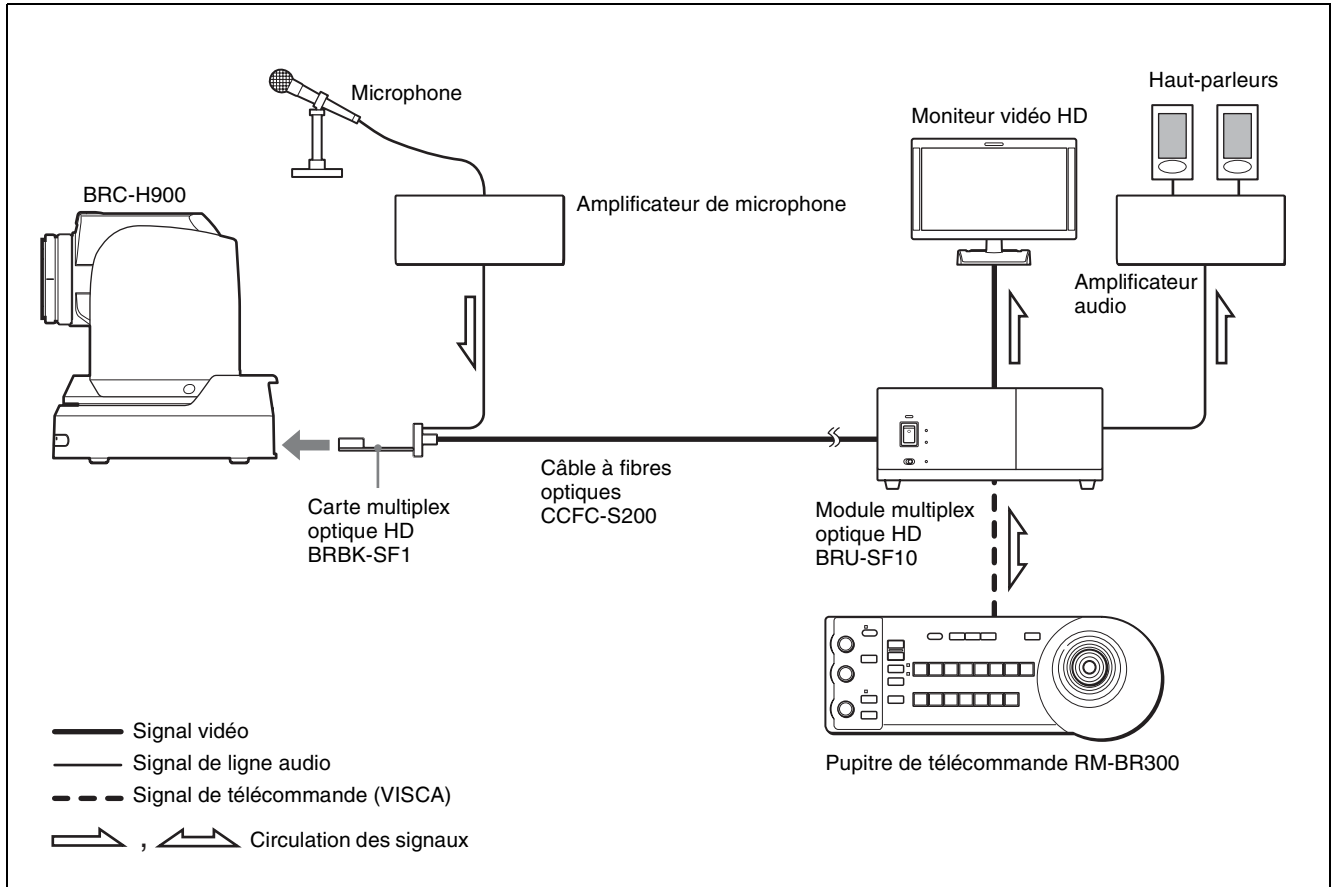 Microphone
Haut-parleurs
Moniteur vidéo HD
BRC-H900
Amplificateur de microphone
Amplificateur
audio
Câble à fibres
optiques
CCFC-S200
Carte multiplex
optique HD
BRBK-SF1
Module multiplex
optique HD
BRU-SF10
Pupitre de télécommande RM-BR300
Signal vidéo
Signal de ligne audio
Signal de télécommande (VISCA)
, Circulation des signaux